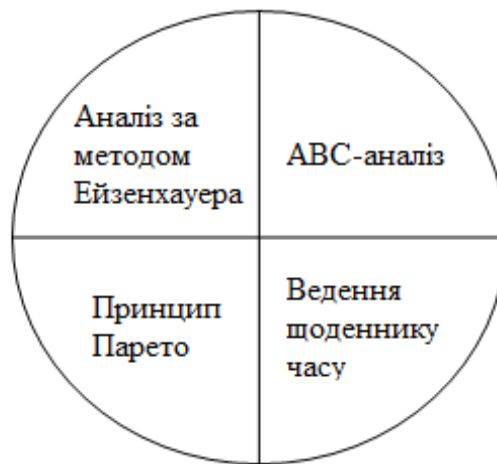 Аналіз за
методом
Ейзенхауера
АВС-аналіз
Принцип
Парето
Ведення
щоденнику
часу